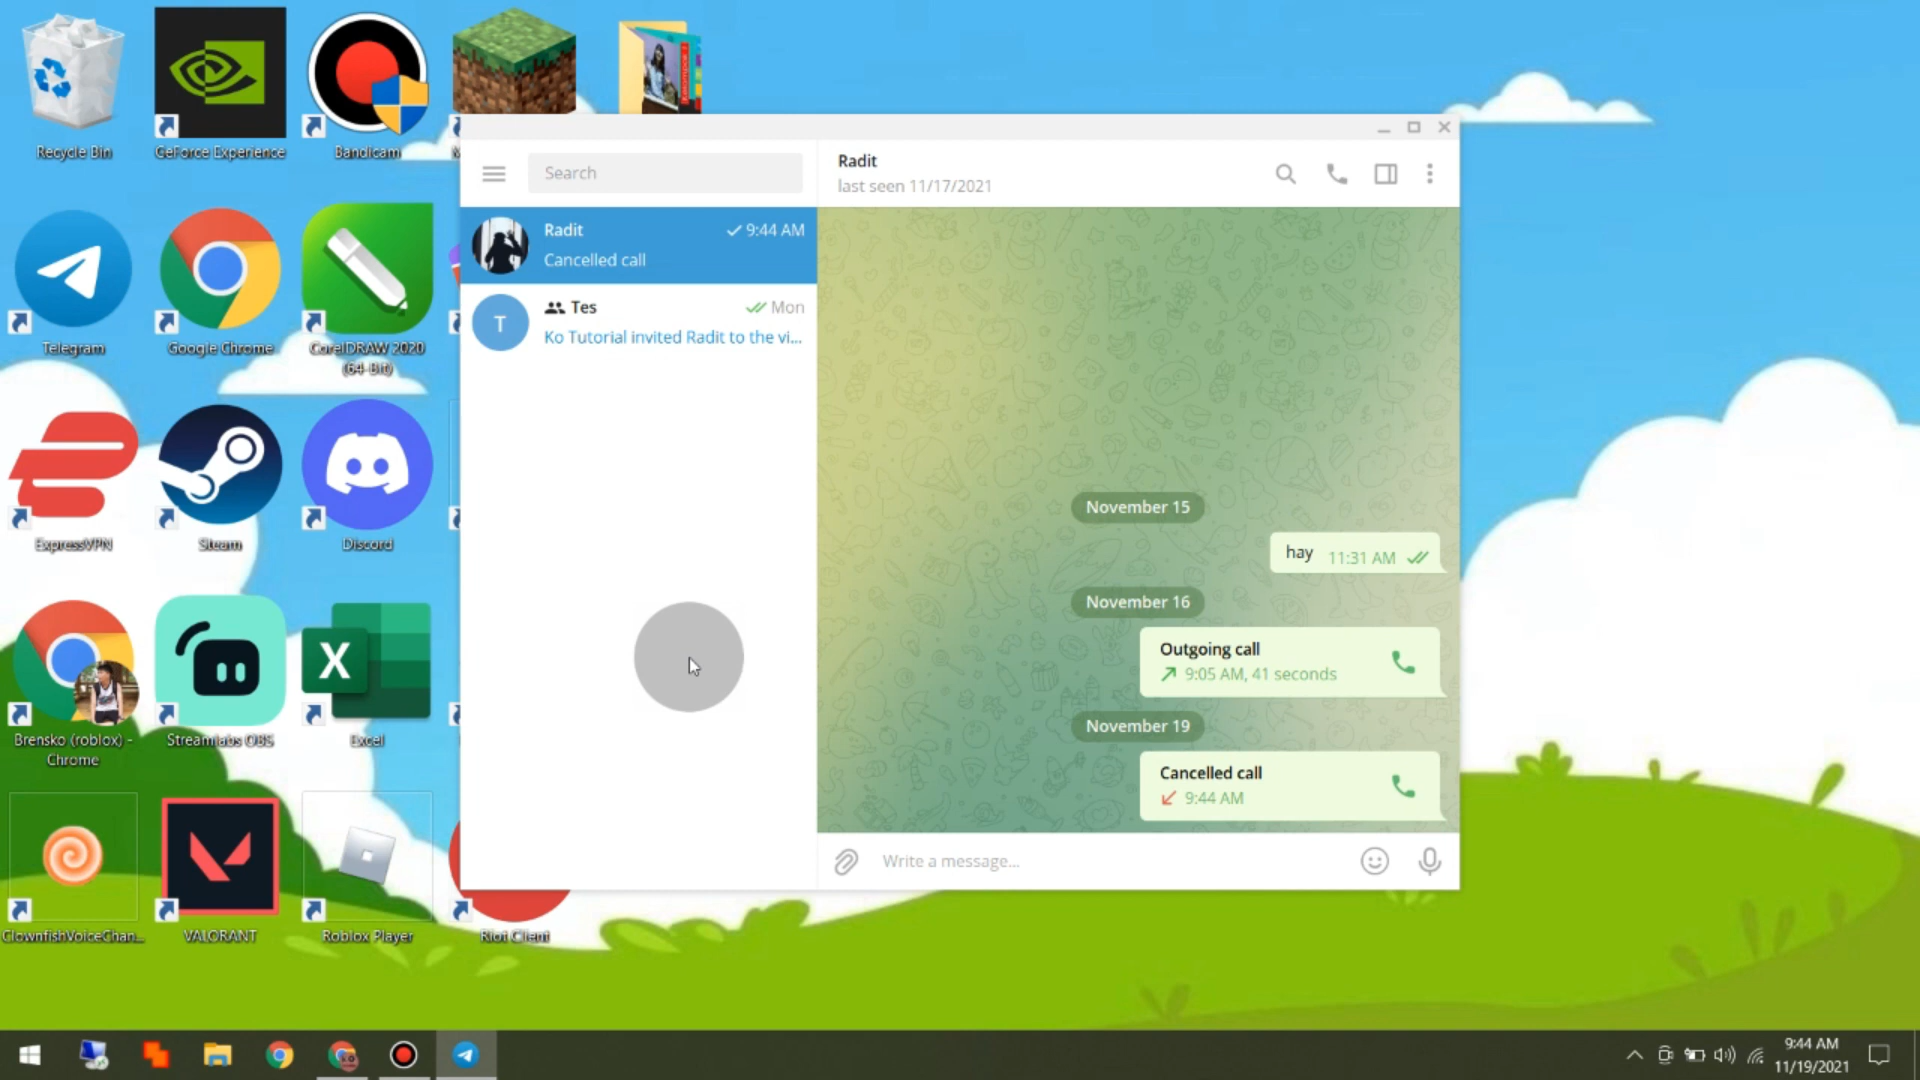 Recycle Bin
GeForce Experience
Bandicam
Telegram
Google Chrome
CorelDRAW 2020
(64-Bit)
ExpressVPN
Steam
Discord
Brensko (roblox) -
Chrome
Streamlabs OBS
Excel
ClownfishVoiceChan...
VALORANT
Roblox Player
Riot Client
Search
Radit
9:44 AM
Cancelled call
T
Tes
Mon
Ko Tutorial invited Radit to the vi...
Radit
last seen 11/17/2021
November 15
hay 11:31 AM
November 16
Outgoing call
9:05 AM, 41 seconds
November 19
Cancelled call
9:44 AM
Write a message...
9:44 AM
11/19/2021